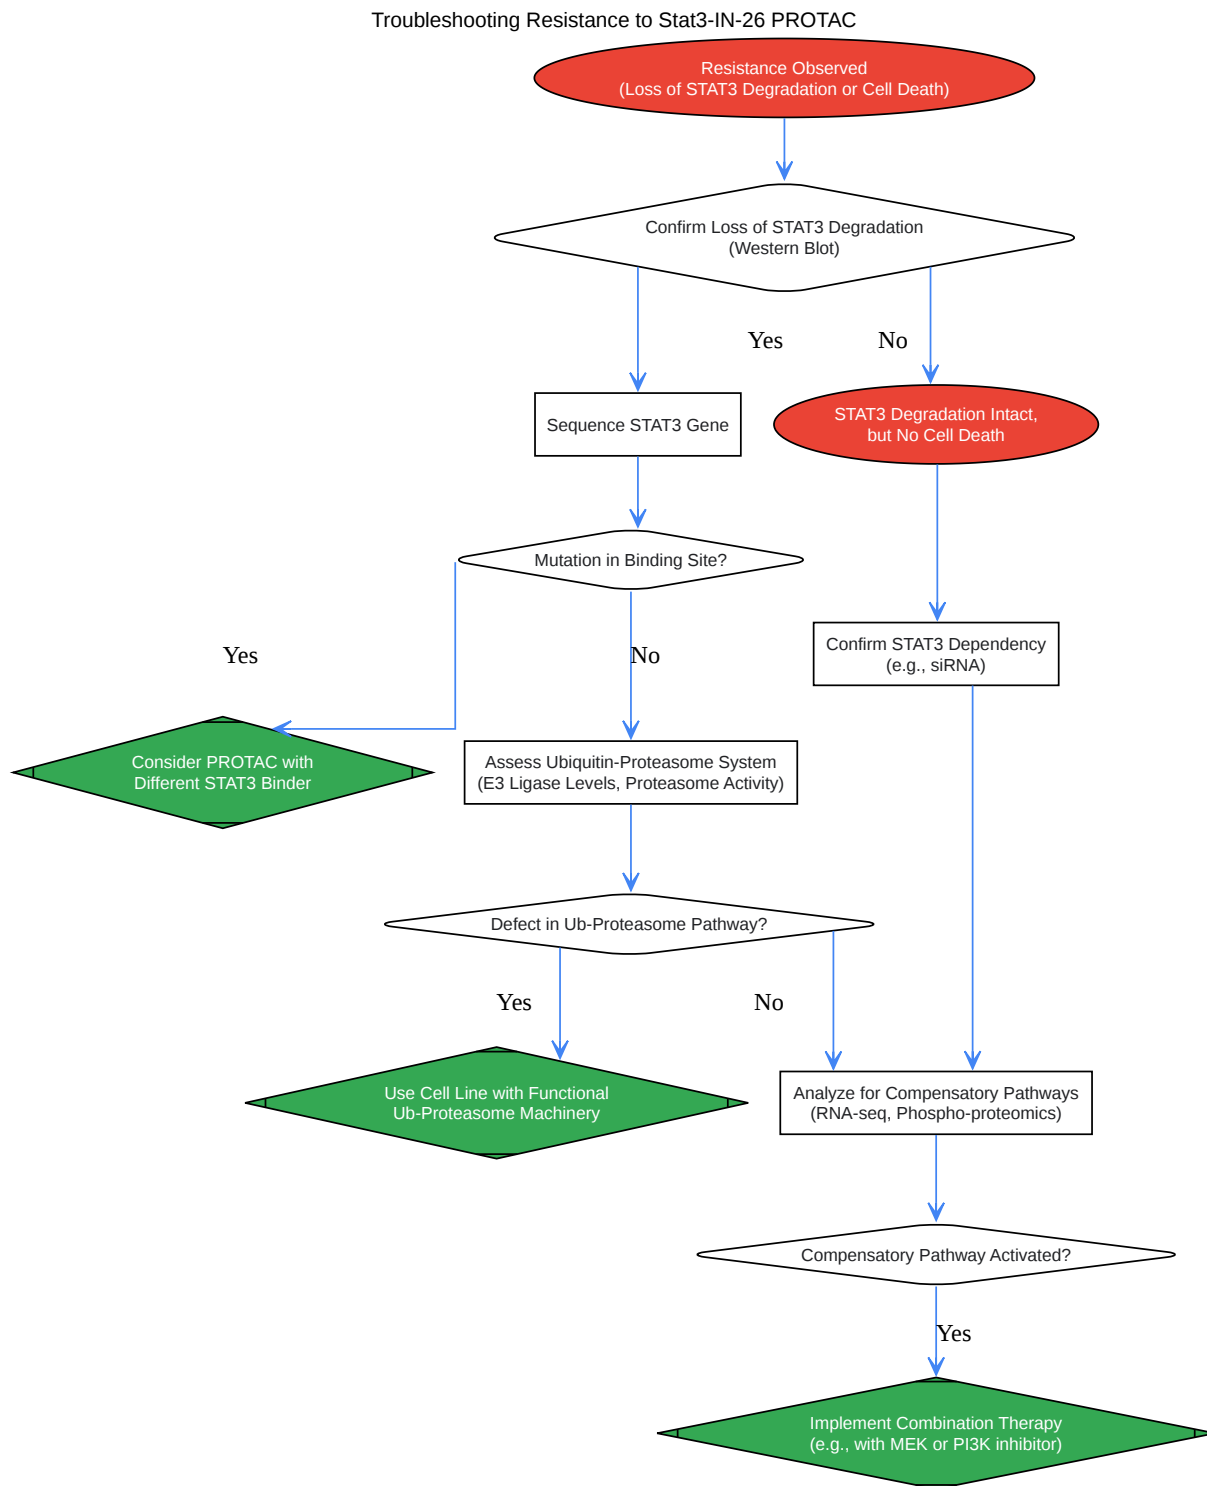 Troubleshooting Resistance to Stat3-IN-26 PROTAC
Resistance Observed
(Loss of STAT3 Degradation or Cell Death)
Confirm Loss of STAT3 Degradation
(Western Blot)
Yes
No
Sequence STAT3 Gene
STAT3 Degradation Intact,
but No Cell Death
Mutation in Binding Site?
Yes
No
Confirm STAT3 Dependency
(e.g., siRNA)
Consider PROTAC with
Different STAT3 Binder
Assess Ubiquitin-Proteasome System
(E3 Ligase Levels, Proteasome Activity)
Defect in Ub-Proteasome Pathway?
Yes
No
Use Cell Line with Functional
Ub-Proteasome Machinery
Analyze for Compensatory Pathways
(RNA-seq, Phospho-proteomics)
Compensatory Pathway Activated?
Yes
Implement Combination Therapy
(e.g., with MEK or PI3K inhibitor)